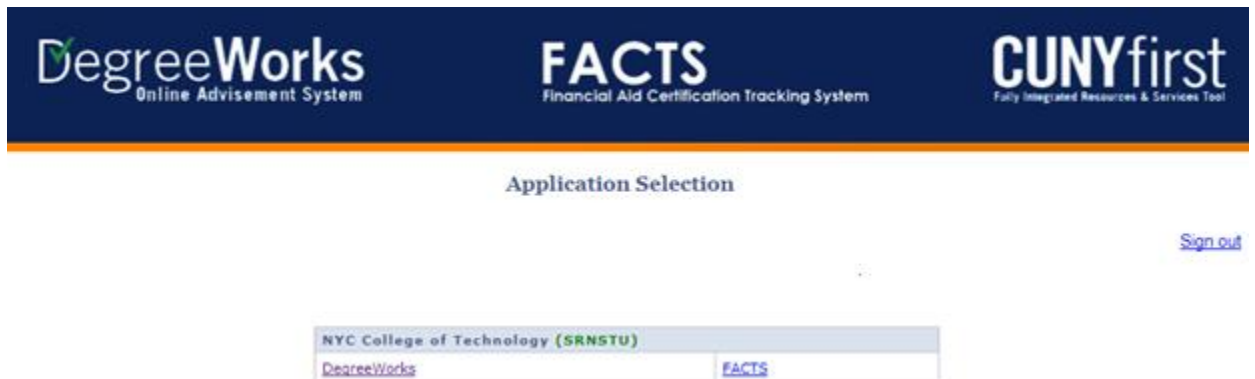 DegreeWorks
Online Advisement System
FACTS
Financial Aid Certification Tracking System
CUNYfirst
Fully Integrated Resources & Services Tool
Application Selection
Sign out
NYC College of Technology (SRNSTU)
DegreeWorks
FACTS